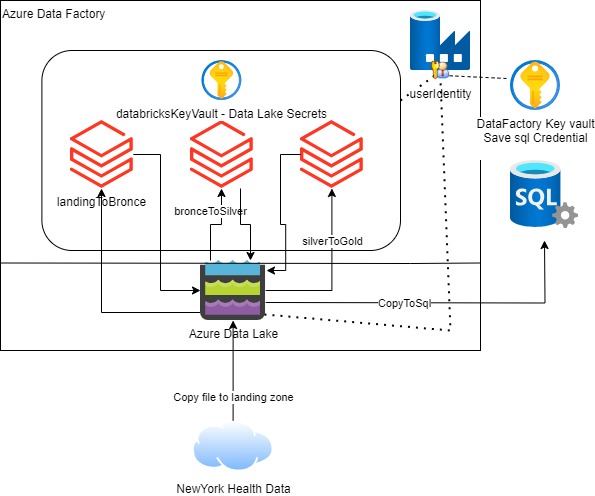 Azure Data Factory
userIdentity
databricksKeyVault - Data Lake Secrets
DataFactory Key vault
Save sql Credential
landingToBronce
bronceToSilver
silverToGold
SQL
CopyToSql
Azure Data Lake
Copy file to landing zone
NewYork Health Data